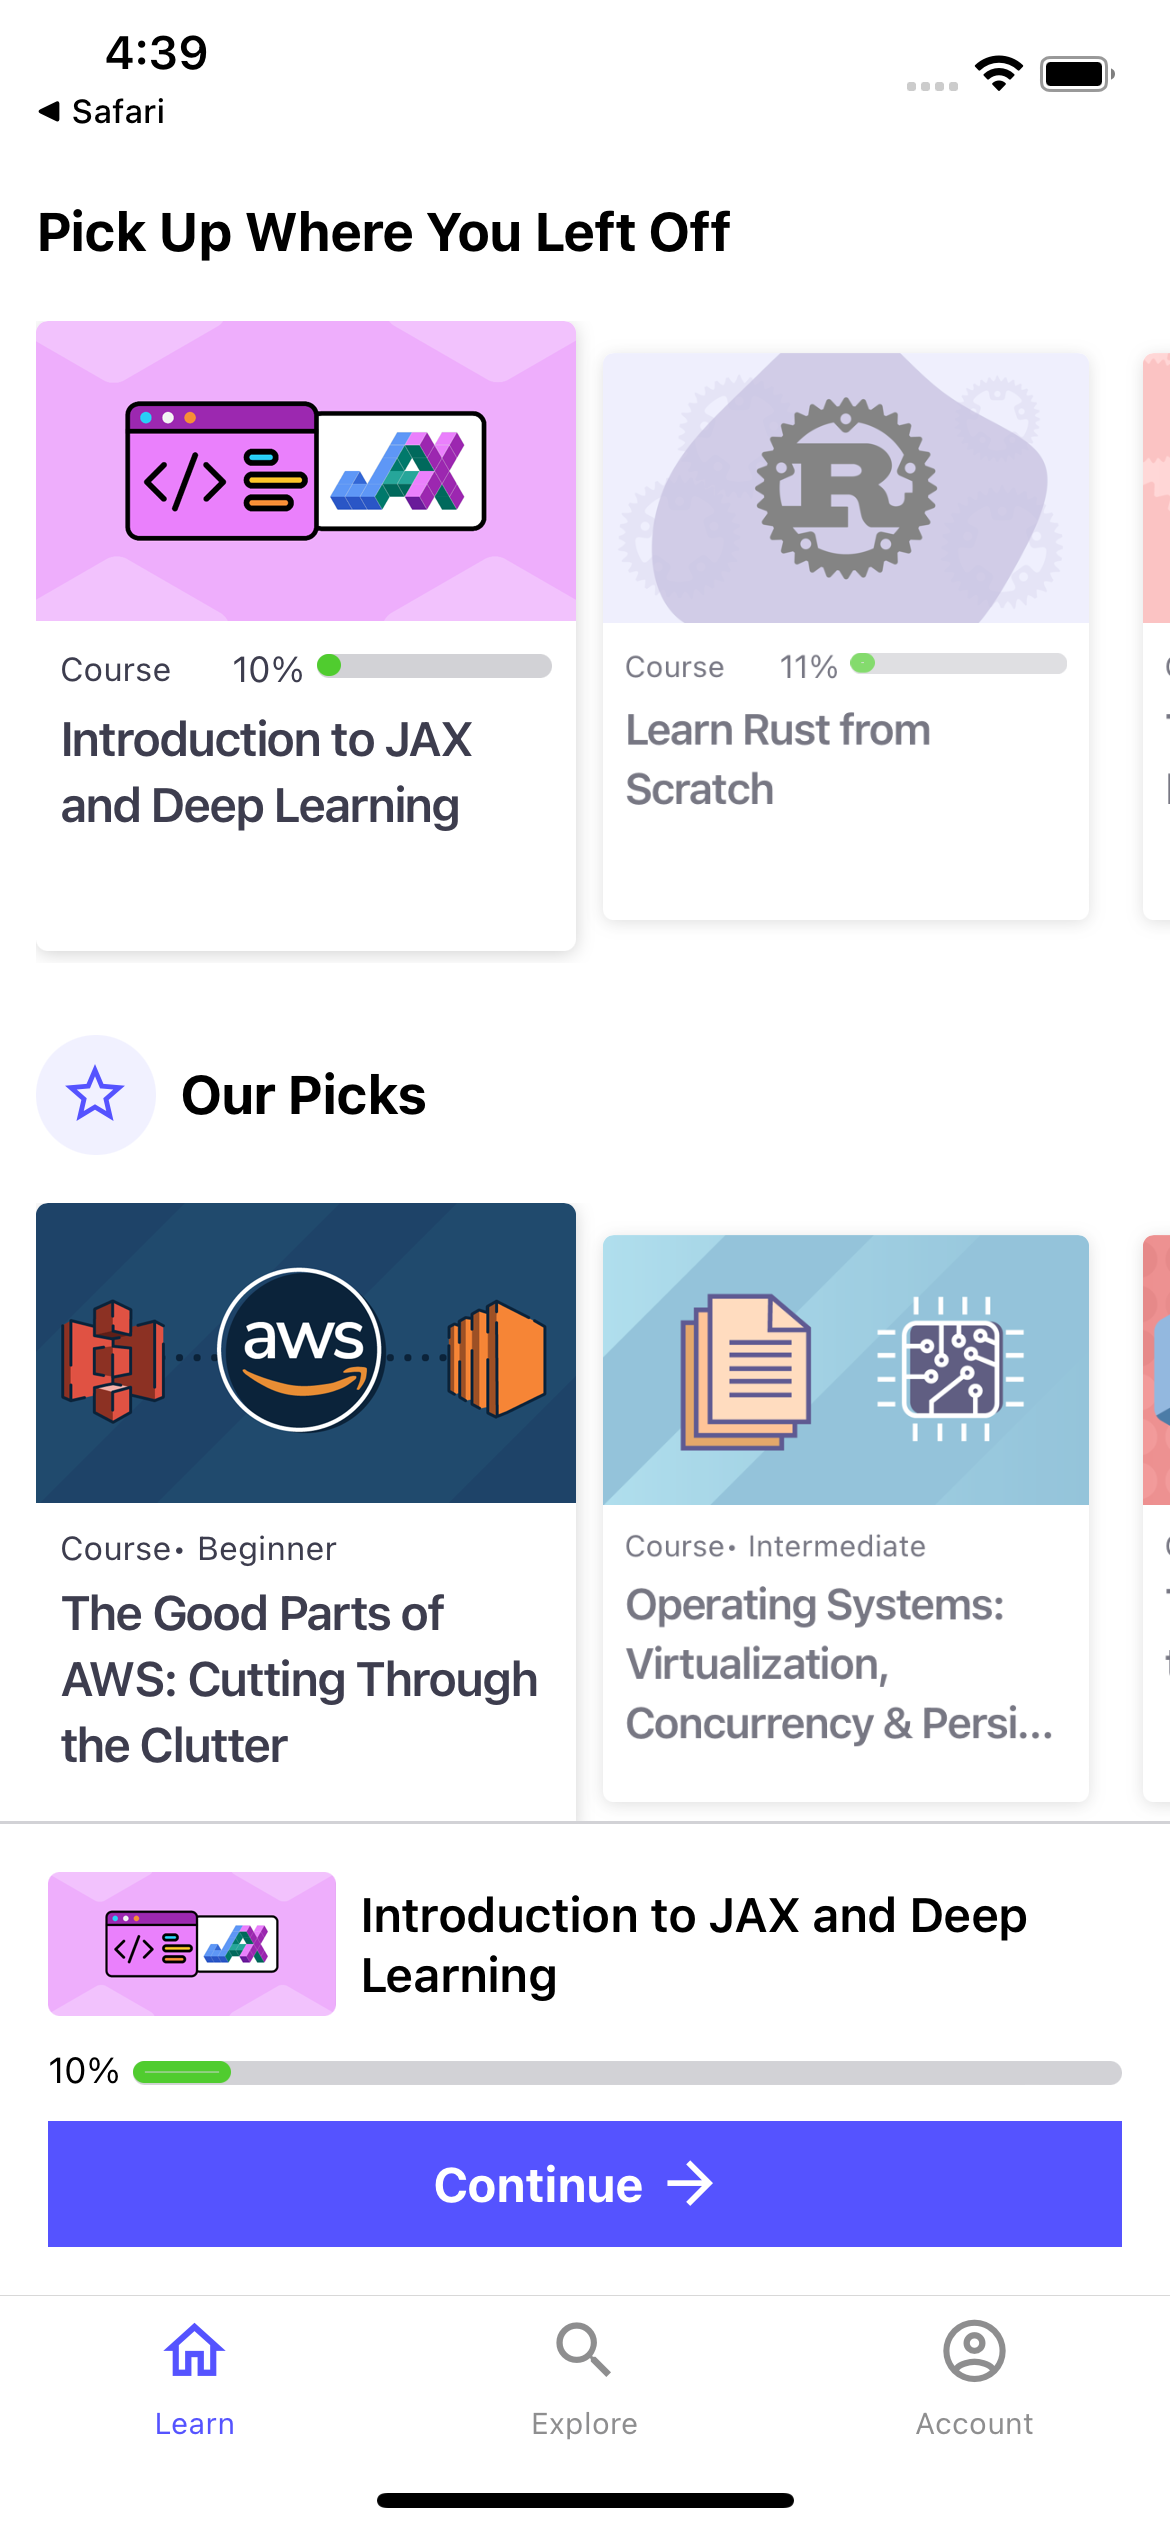 4:39
Safari
Pick Up Where You Left Off
</>
JAX
R
Course 10%
Introduction to JAX
and Deep Learning
Course 11%
Learn Rust from
Scratch
Our Picks
aws
Course• Beginner
The Good Parts of
AWS: Cutting Through
the Clutter
Course• Intermediate
Operating Systems:
Virtualization,
Concurrency & Persi...
</>
JAX
Introduction to JAX and Deep
Learning
10%
Continue
Learn
Explore
Account